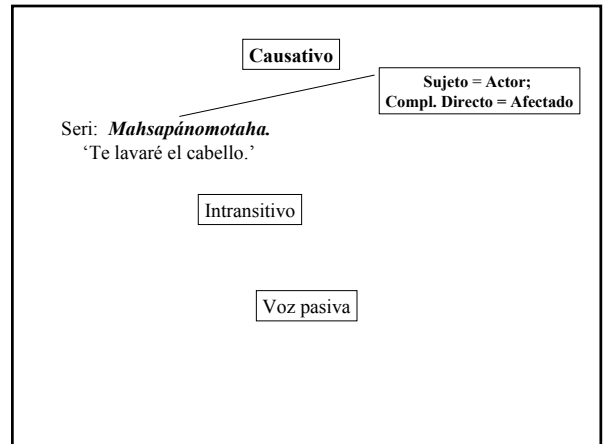 Causativo
Sujeto = Actor;
Compl. Directo = Afectado
Seri: Mahsapánomotaha.
‘Te lavaré el cabello.’
Intransitivo
Voz pasiva